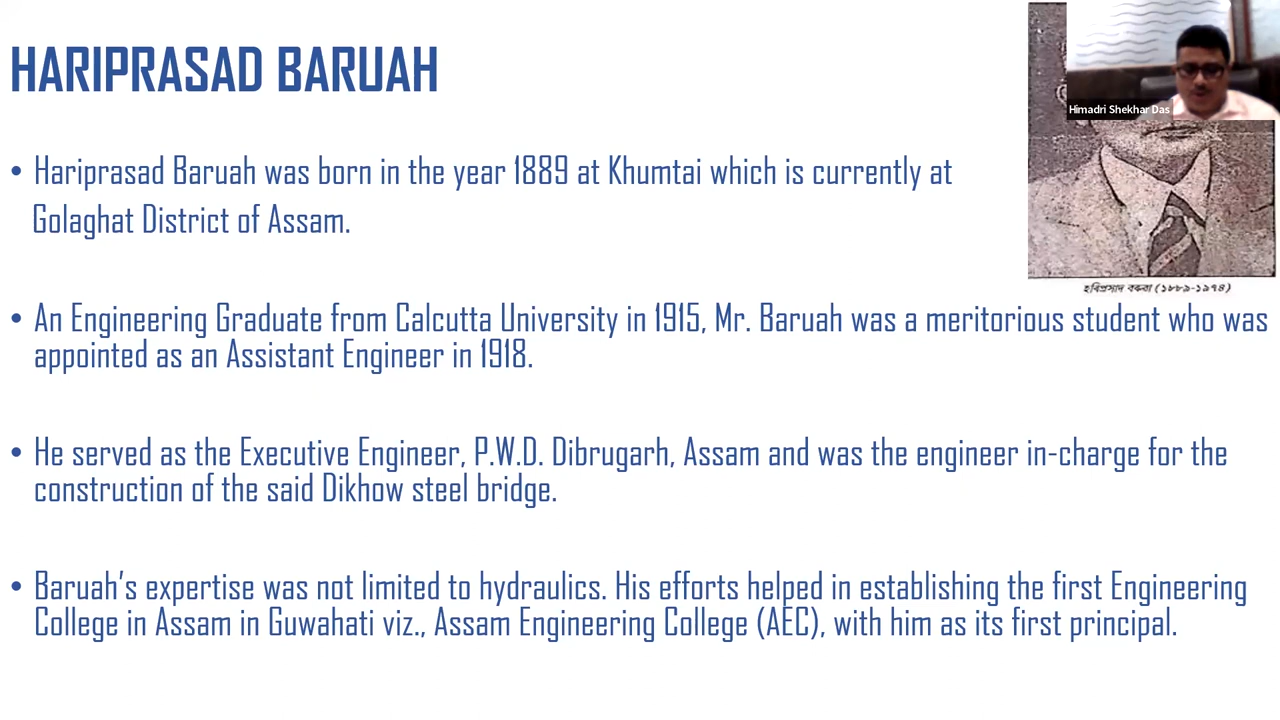 HARIPRASAD BARUAH
Himadri Shekhar Das
• Hariprasad Baruah was born in the year 1889 at Khumtai which is currently at
Golaghat District of Assam.
হৰিপ্ৰসাদ বৰুৱা (১৮৮৯-১৯৭৪)
• An Engineering Graduate from Calcutta University in 1915, Mr. Baruah was a meritorious student who was
appointed as an Assistant Engineer in 1918.
• He served as the Executive Engineer, P.W.D. Dibrugarh, Assam and was the engineer in-charge for the
construction of the said Dikhow steel bridge.
• Baruah’s expertise was not limited to hydraulics. His efforts helped in establishing the first Engineering
College in Assam in Guwahati viz., Assam Engineering College (AEC), with him as its first principal.